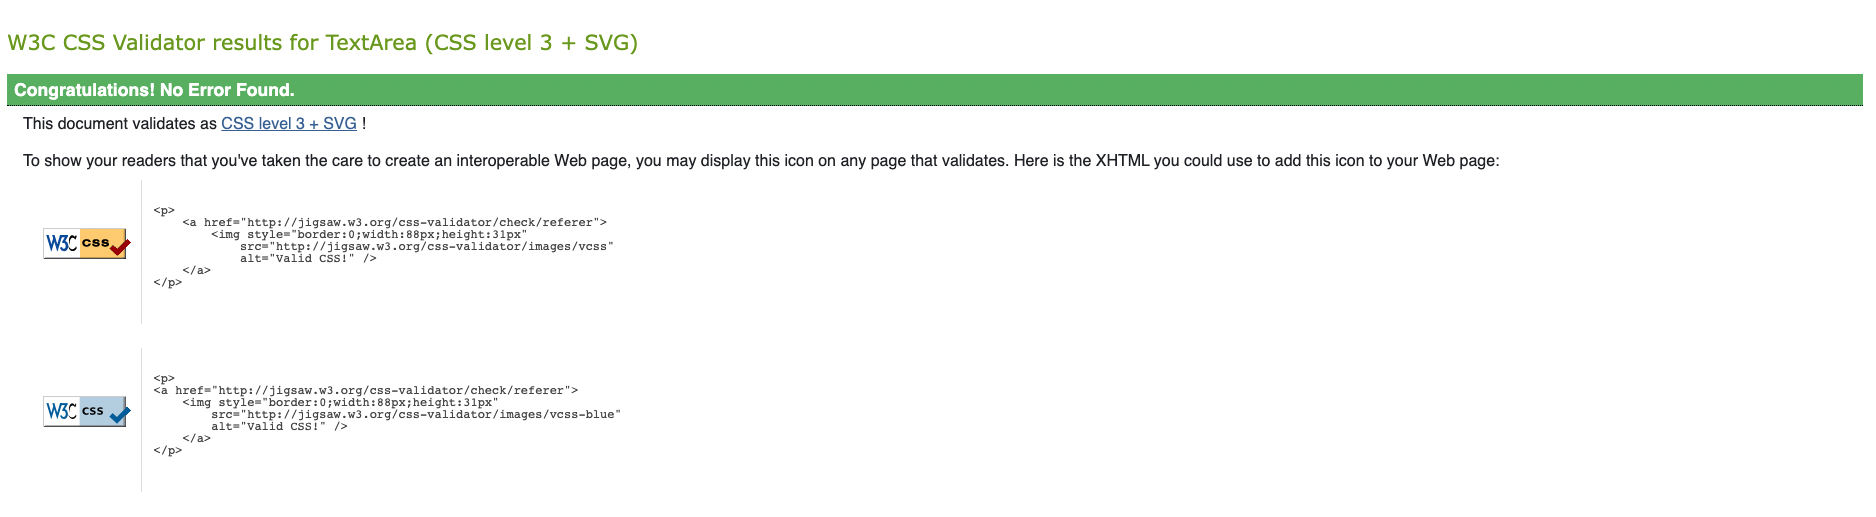 W3C CSS Validator results for TextArea (CSS level 3 + SVG)
Congratulations! No Error Found.
This document validates as CSS level 3 + SVG !
To show your readers that you've taken the care to create an interoperable Web page, you may display this icon on any page that validates. Here is the XHTML you could use to add this icon to your Web page:
W3C css
<p>
    <a href="http://jigsaw.w3.org/css-validator/check/referer">
        <img style="border:0;width:88px;height:31px"
            src="http://jigsaw.w3.org/css-validator/images/vcss"
            alt="Valid CSS!" />
    </a>
</p>
W3C css
<p>
<a href="http://jigsaw.w3.org/css-validator/check/referer">
    <img style="border:0;width:88px;height:31px"
        src="http://jigsaw.w3.org/css-validator/images/vcss-blue"
        alt="Valid CSS!" />
    </a>
</p>